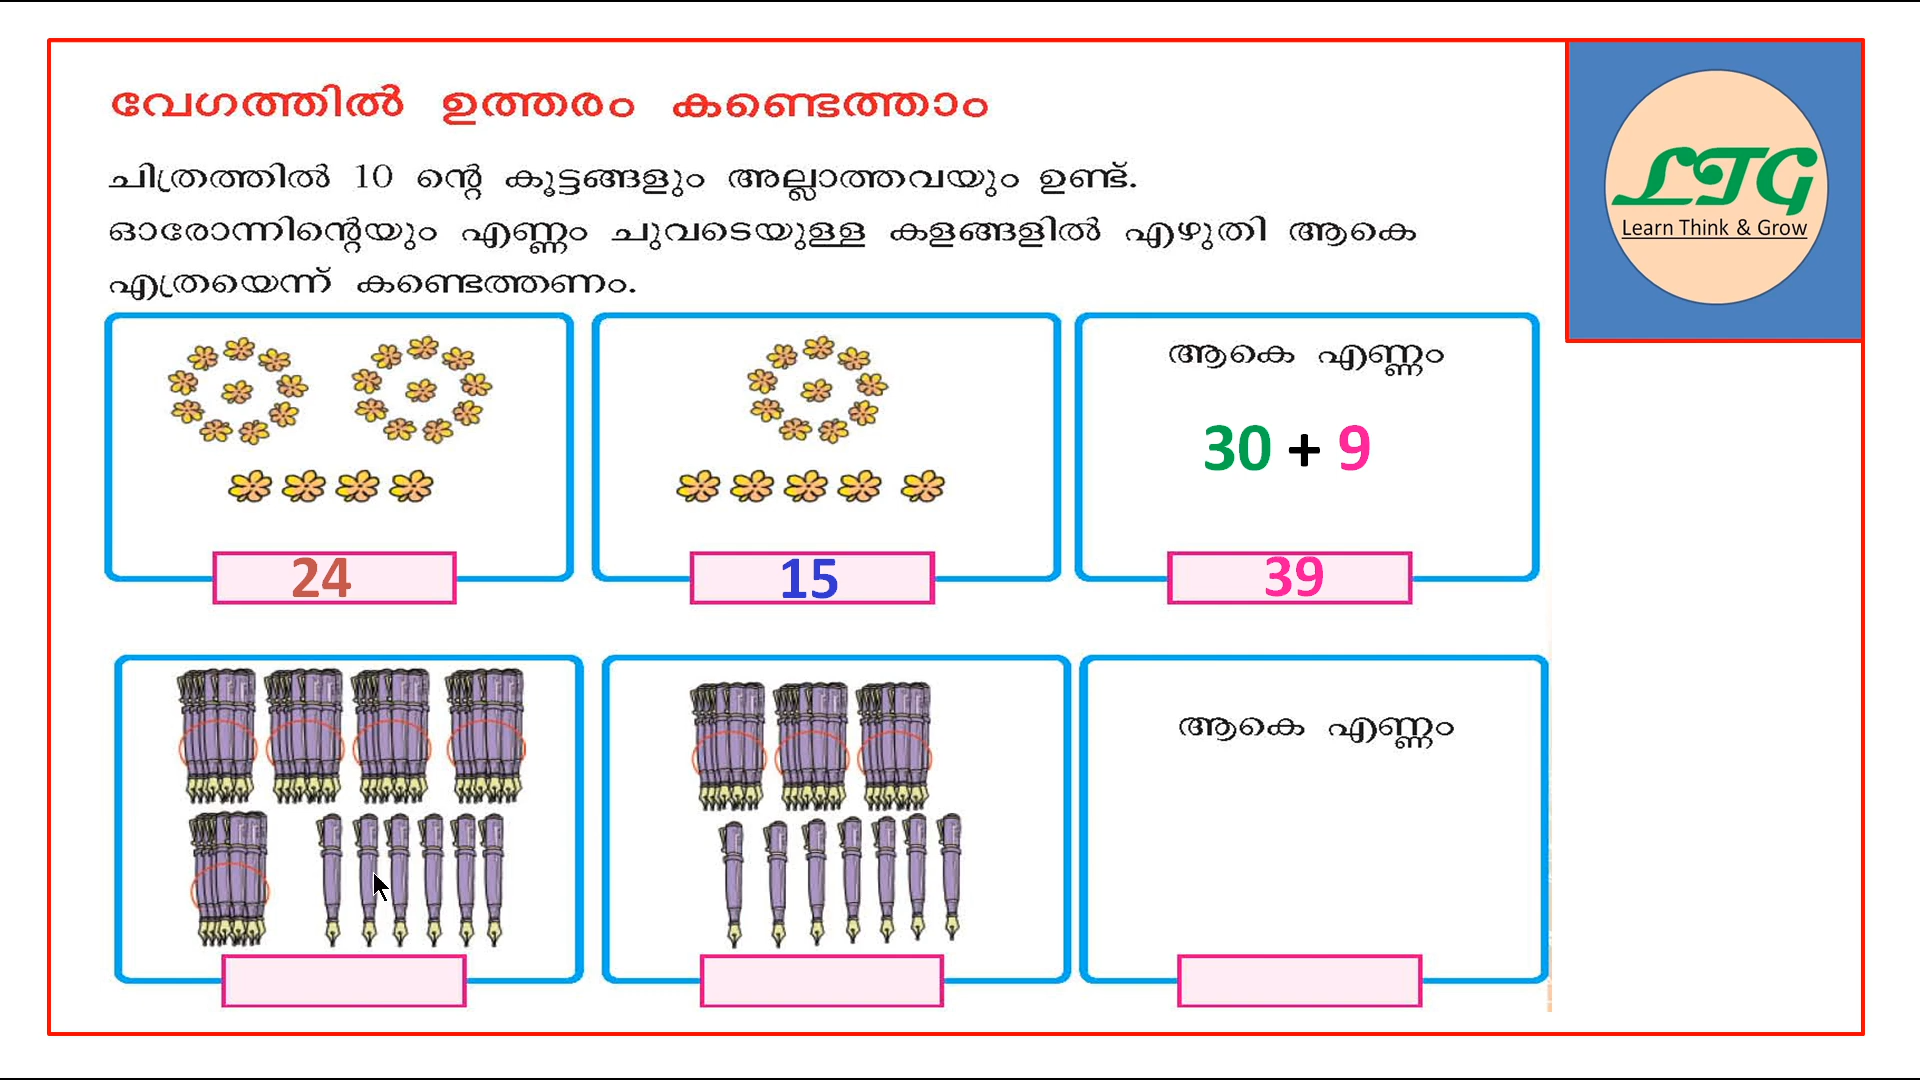 വേഗത്തിൽ ഉത്തരം കണ്ടെത്താം
ചിത്രത്തിൽ 10 ന്റെ കൂട്ടങ്ങളും അല്ലാത്തവയും ഉണ്ട്.
ഓരോന്നിന്റെയും എണ്ണം ചുവടെയുള്ള കളങ്ങളിൽ എഴുതി ആകെ
എത്രയെന്ന് കണ്ടെത്തണം.
LTG
Learn Think & Grow
ആകെ എണ്ണം
30 + 9
24
15
39
ആകെ എണ്ണം